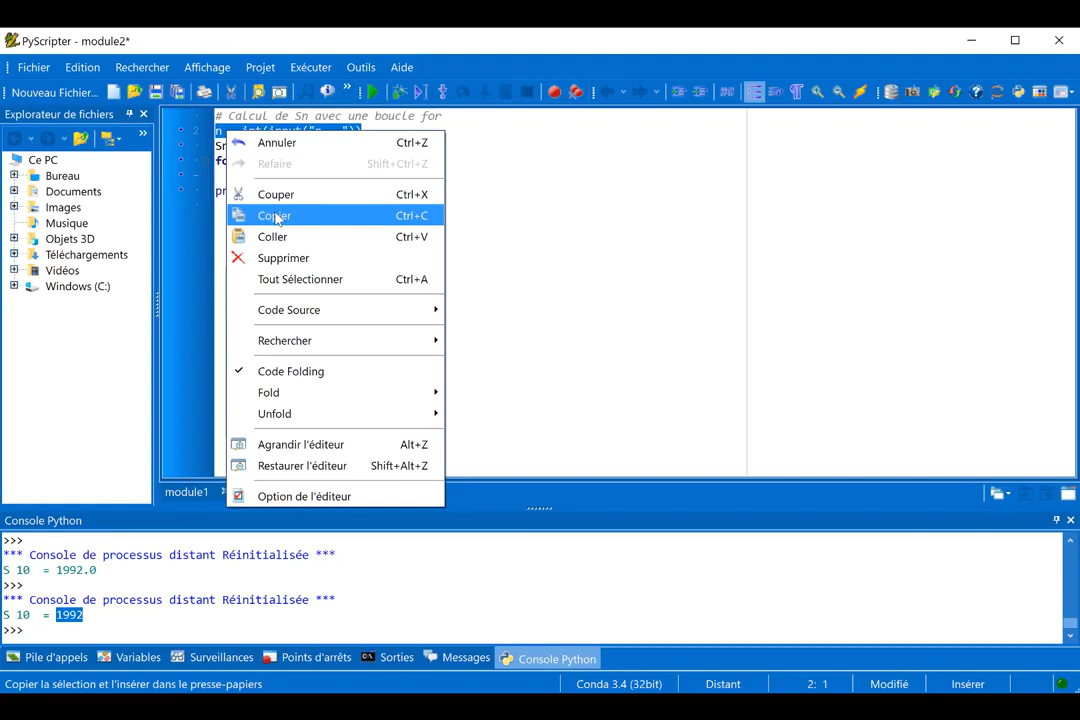 PyScripter - module2*
Fichier Edition Rechercher Affichage Projet Exécuter Outils Aide
Nouveau Fichier...
Explorateur de fichiers
Ce PC
Bureau
Documents
Images
Musique
Objets 3D
Téléchargements
Vidéos
Windows (C:)
# Calcul de Sn avec une boucle for
2
Annuler Ctrl+Z
Refaire Shift+Ctrl+Z
Couper Ctrl+X
Copier Ctrl+C
Coller Ctrl+V
Supprimer
Tout Sélectionner Ctrl+A
Code Source
Rechercher
Code Folding
Fold
Unfold
Agrandir l'éditeur Alt+Z
Restaurer l'éditeur Shift+Alt+Z
Option de l'éditeur
module1
Console Python
>>>
*** Console de processus distant Réinitialisée ***
S 10 = 1992.0
>>>
*** Console de processus distant Réinitialisée ***
S 10 = 1992
>>>
Pile d'appels Variables Surveillances Points d'arrêts Sorties Messages Console Python
Copier la sélection et l'insérer dans le presse-papiers Conda 3.4 (32bit) Distant 2: 1 Modifié Insérer